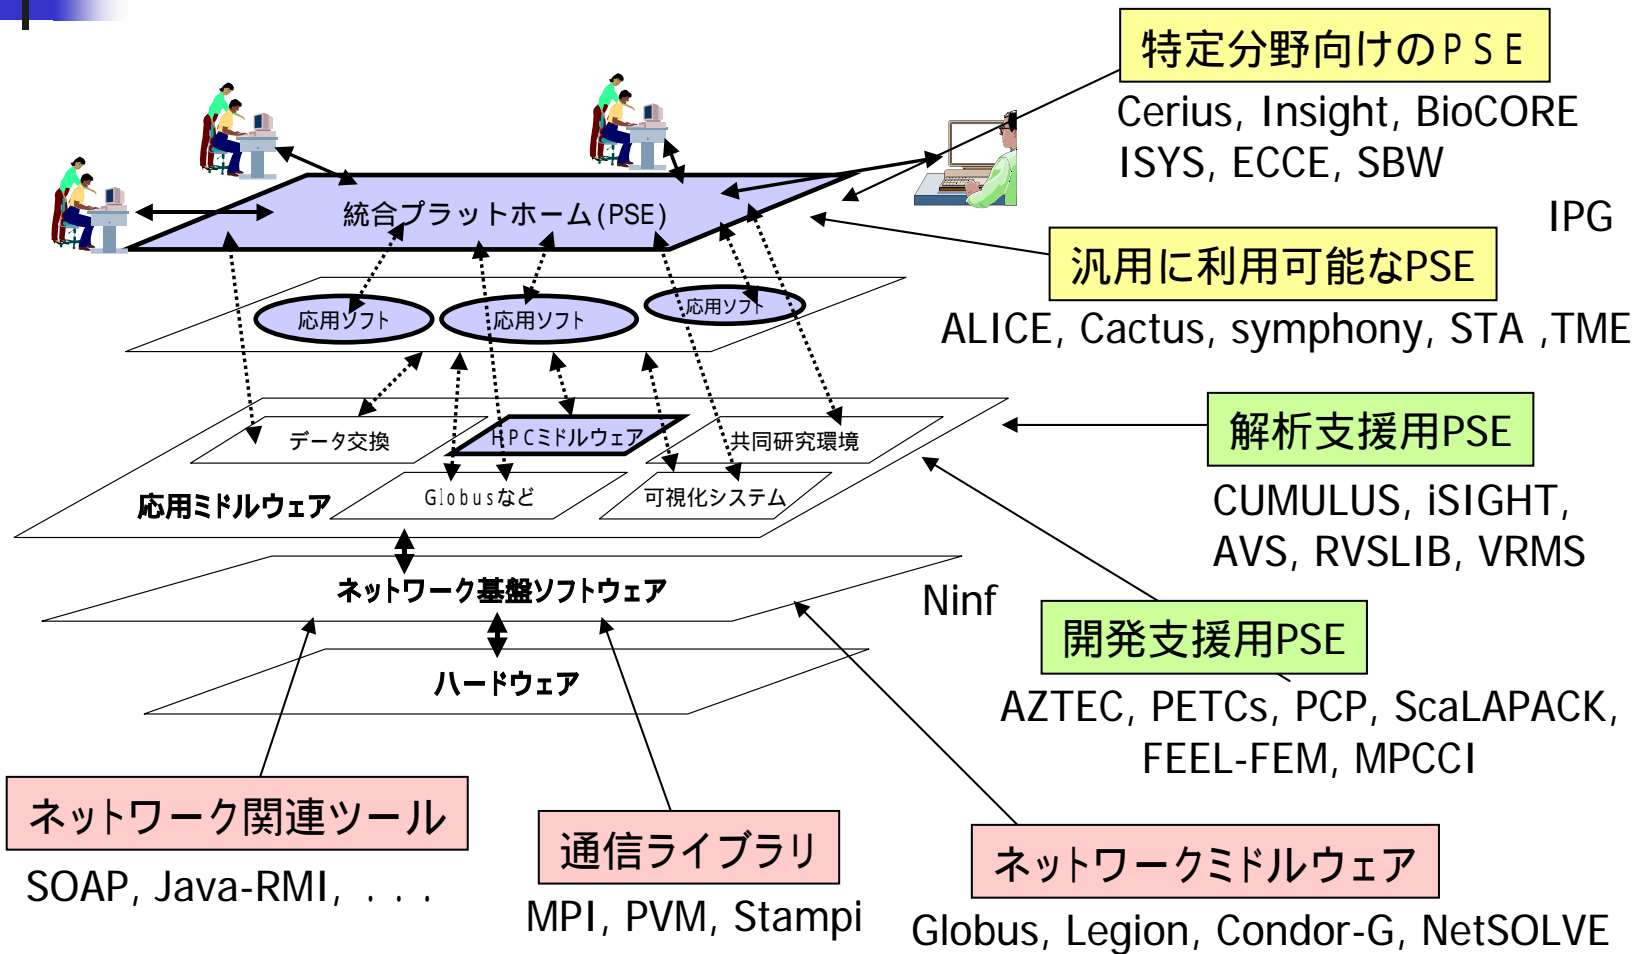 特定分野向けのPSE
Cerius, Insight, BioCORE
ISYS, ECCE, SBW
IPG
統合プラットホーム(PSE)
汎用に利用可能なPSE
ALICE, Cactus, symphony, STA ,TME
応用ソフト
応用ソフト
応用ソフト
解析支援用PSE
CUMULUS, iSIGHT,
AVS, RVSLIB, VRMS
データ交換
HPCミドルウェア
共同研究環境
Globusなど
可視化システム
応用ミドルウェア
ネットワーク基盤ソフトウェア
Ninf
開発支援用PSE
AZTEC, PETCs, PCP, ScaLAPACK,
FEEL-FEM, MPCCI
ハードウェア
ネットワーク関連ツール
SOAP, Java-RMI, . . .
通信ライブラリ
MPI, PVM, Stampi
ネットワークミドルウェア
Globus, Legion, Condor-G, NetSOLVE